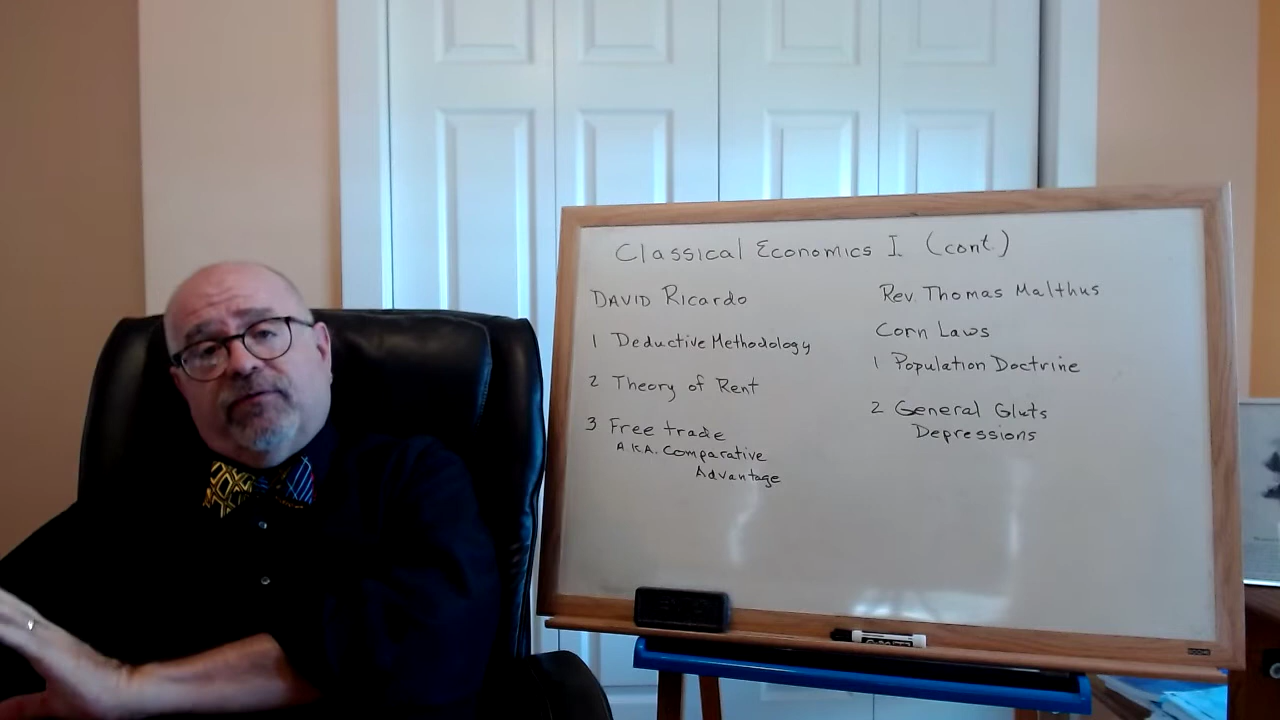 Classical Economics I. (cont.)
DAVID Ricardo
1 Deductive Methodology
2 Theory of Rent
3 Free trade
A.K.A. Comparative
Advantage
Rev. Thomas Malthus
Corn Laws
1 Population Doctrine
2 General Gluts
Depressions